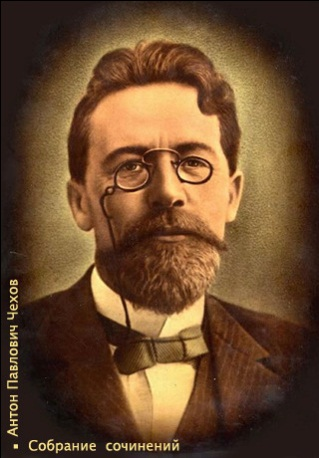 Антон Павлович Чехов
▪ Собрание сочинений